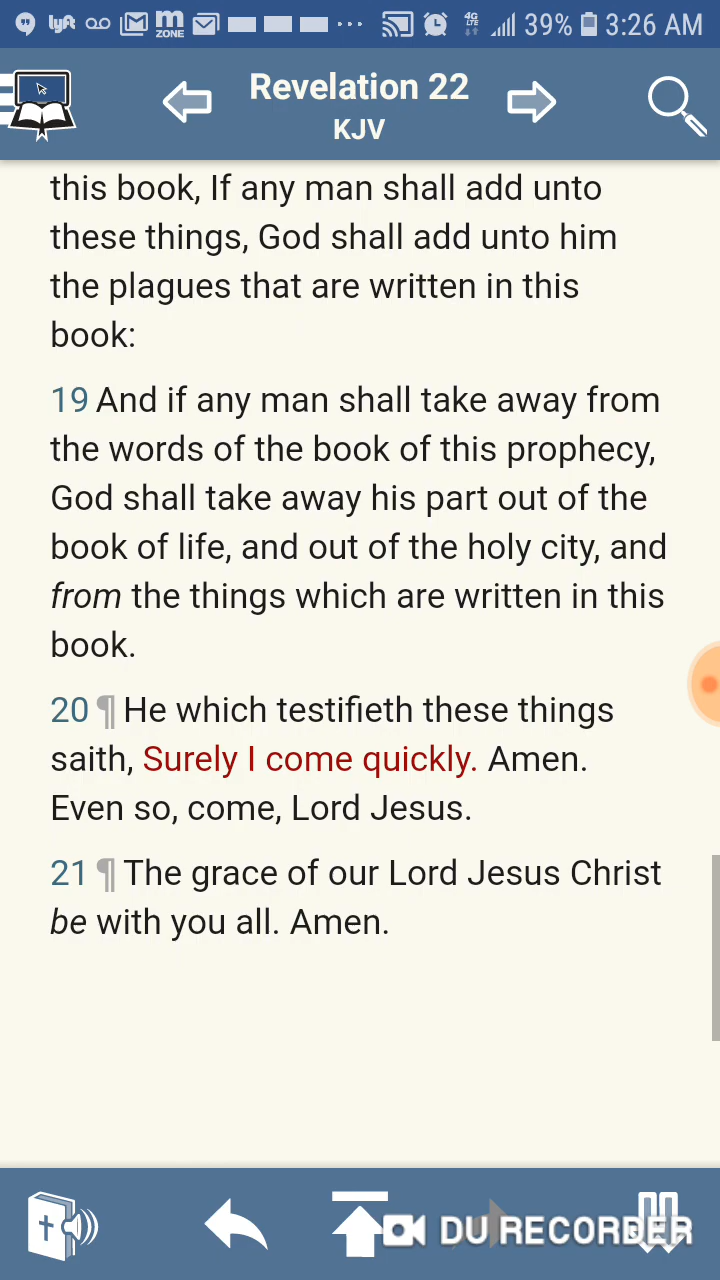 lyft m ZONE 4G LTE 39% 3:26 AM
Revelation 22
KJV
this book, If any man shall add unto
these things, God shall add unto him
the plagues that are written in this
book:
19 And if any man shall take away from
the words of the book of this prophecy,
God shall take away his part out of the
book of life, and out of the holy city, and
from the things which are written in this
book.
20 ¶ He which testifieth these things
saith, Surely I come quickly. Amen.
Even so, come, Lord Jesus.
21 ¶ The grace of our Lord Jesus Christ
be with you all. Amen.
DU RECORDER